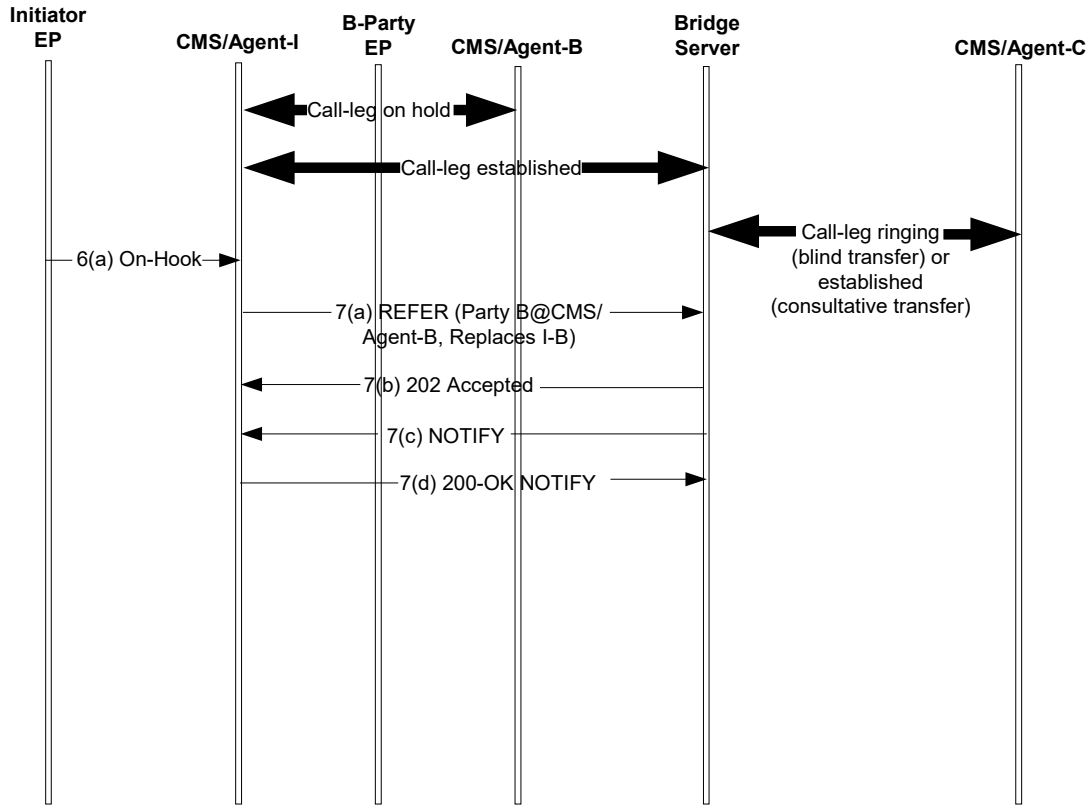 Initiator
EP
CMS/Agent-I
B-Party
EP
CMS/Agent-B
Bridge
Server
CMS/Agent-C
Call-leg on hold
Call-leg established
Call-leg ringing
(blind transfer) or
established
(consultative transfer)
6(a) On-Hook
7(a) REFER (Party B@CMS/
Agent-B, Replaces I-B)
7(b) 202 Accepted
7(c) NOTIFY
7(d) 200-OK NOTIFY